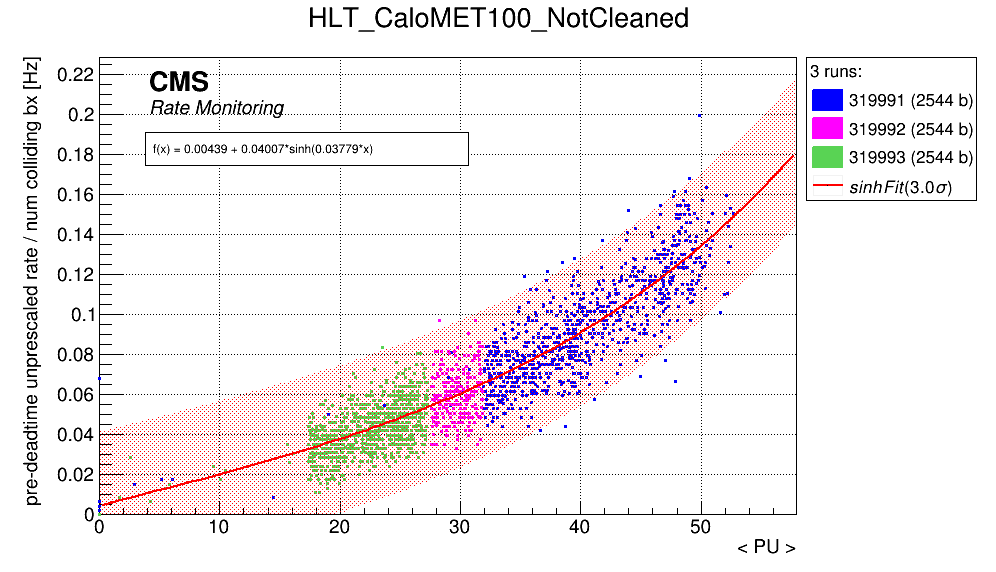 HLT_CaloMET100_NotCleaned
pre-deadtime unprescaled rate / num colliding bx [Hz]
0.22
0.2
0.18
0.16
0.14
0.12
0.1
0.08
0.06
0.04
0.02
0
CMS
Rate Monitoring
f(x) = 0.00439 + 0.04007*sinh(0.03779*x)
0 10 20 30 40 50
< PU >
3 runs:
319991 (2544 b)
319992 (2544 b)
319993 (2544 b)
sinhFit(3.0σ)